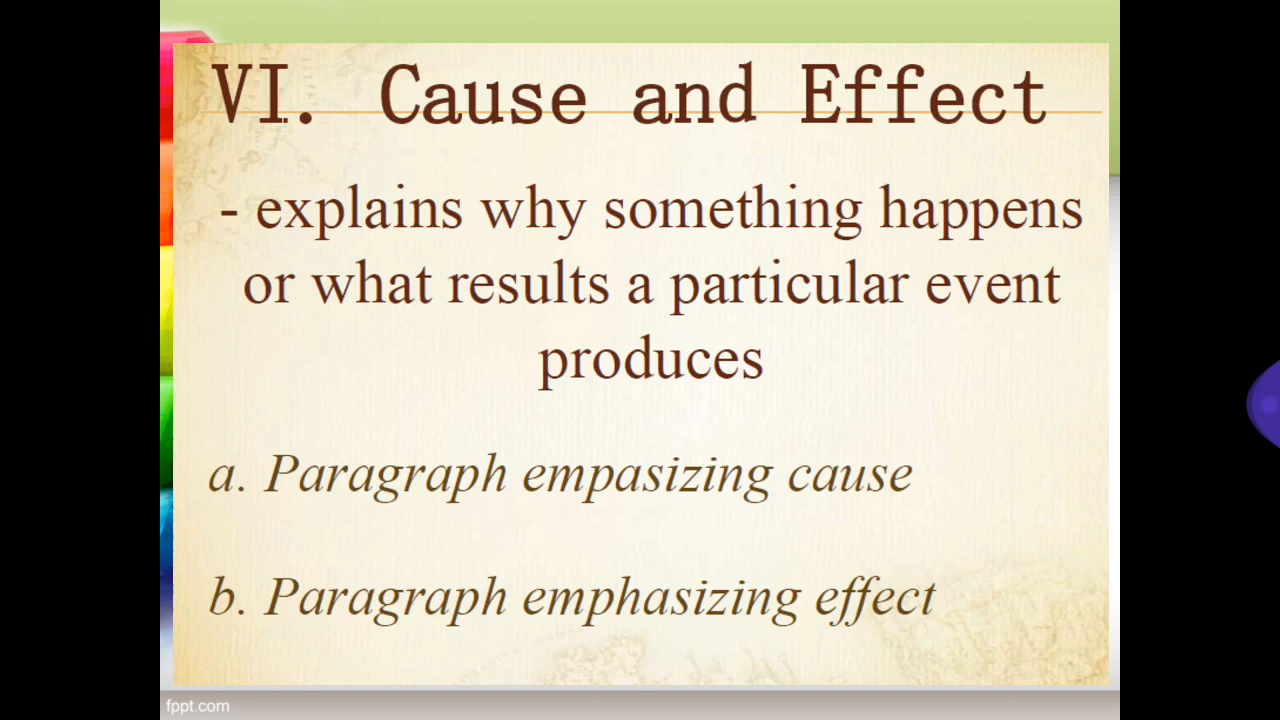 VI. Cause and Effect
- explains why something happens
or what results a particular event
produces
a. Paragraph empasizing cause
b. Paragraph emphasizing effect
fppt.com